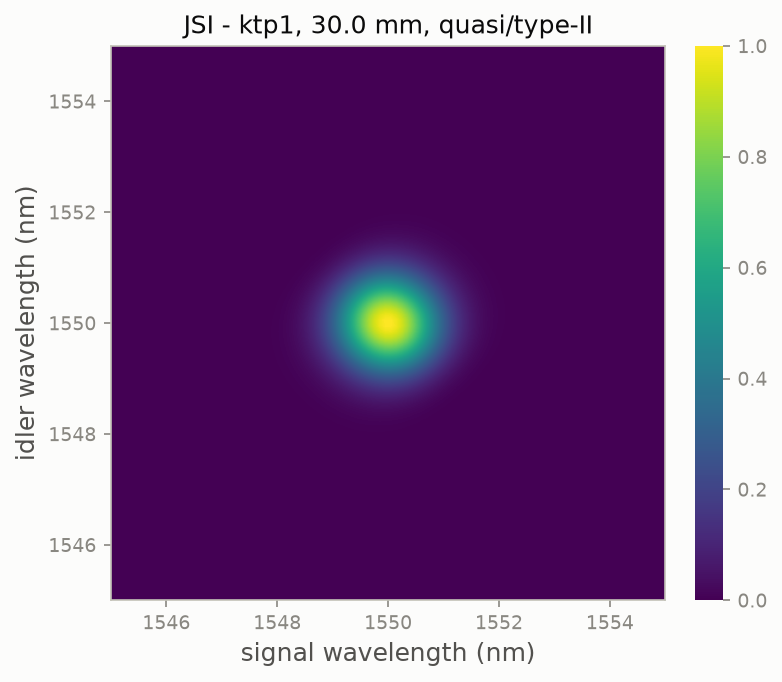 JSI - ktp1, 30.0 mm, quasi/type-II
1554
1552
1550
1548
1546
idler wavelength (nm)
1546 1548 1550 1552 1554
signal wavelength (nm)
1.0
0.8
0.6
0.4
0.2
0.0